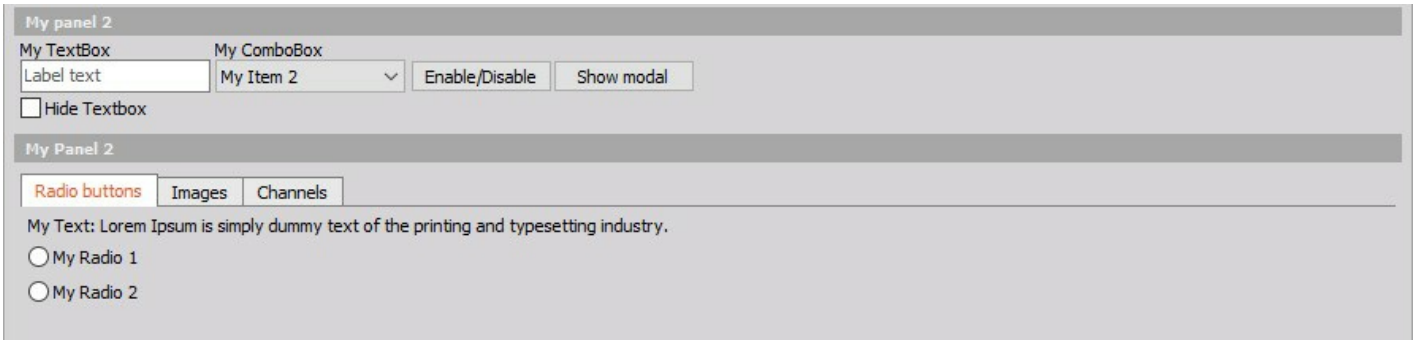 My panel 2
My TextBox My ComboBox
Label text My Item 2 Enable/Disable Show modal
Hide Textbox
My Panel 2
Radio buttons Images Channels
My Text: Lorem Ipsum is simply dummy text of the printing and typesetting industry.
My Radio 1
My Radio 2